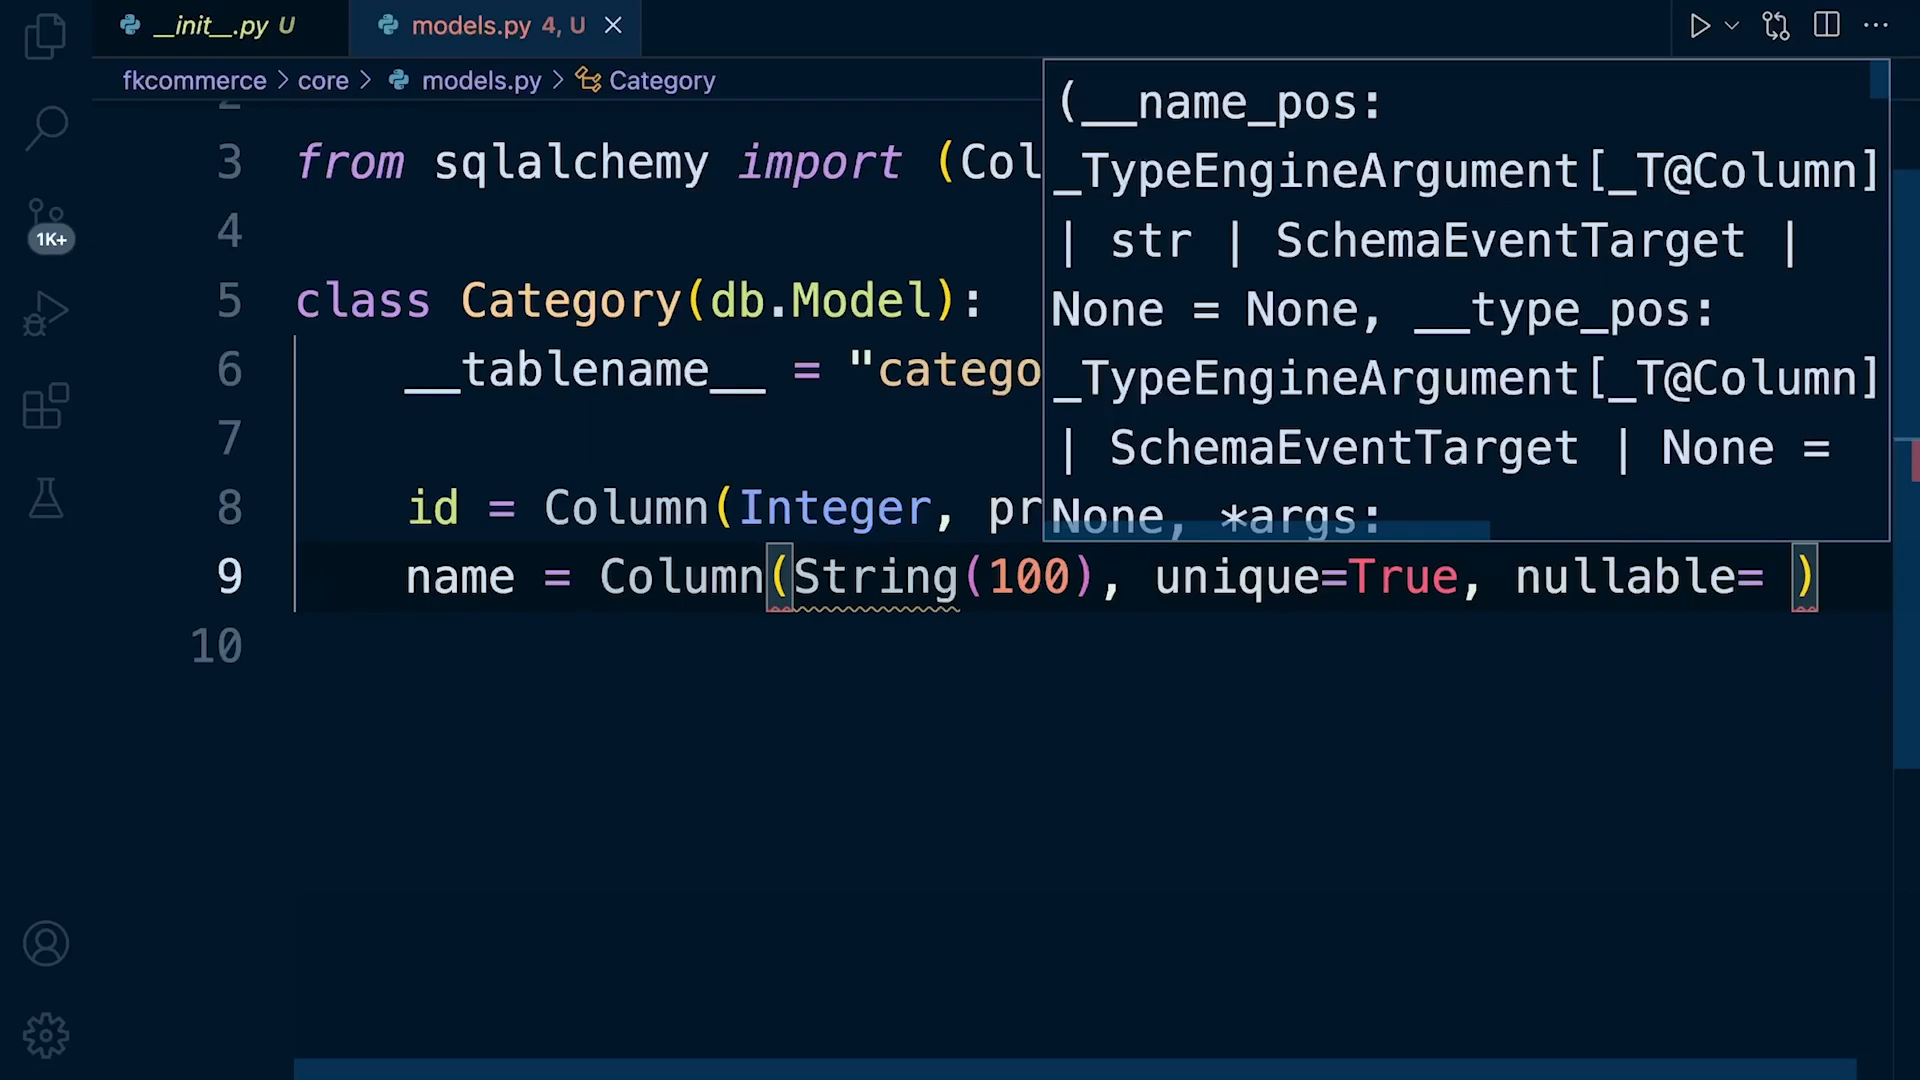 __init__.py U
models.py 4, U
fkcommerce > core > models.py > Category
2
3 from sqlalchemy import (Col
4
5 class Category(db.Model):
6 __tablename__ = "catego
7
8 id = Column(Integer, pr
9 name = Column(String(100), unique=True, nullable= )
10
(__name_pos:
_TypeEngineArgument[_T@Column]
| str | SchemaEventTarget |
None = None, __type_pos:
_TypeEngineArgument[_T@Column]
| SchemaEventTarget | None =
None, *args:
1K+